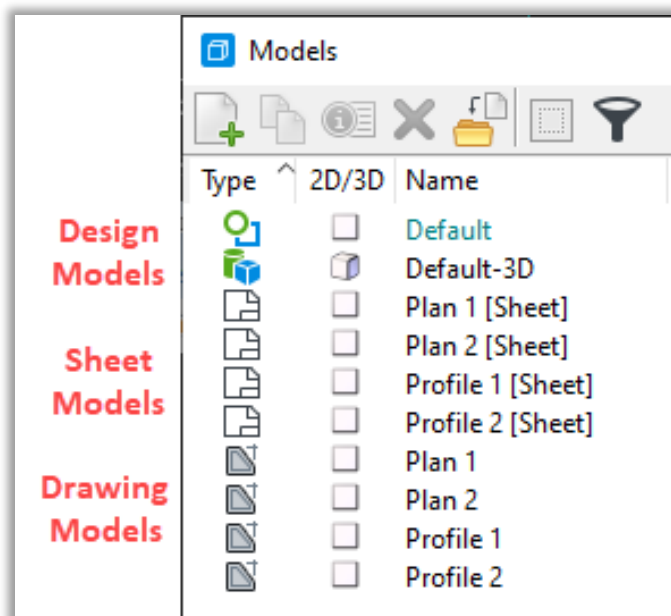 Models
Type 2D/3D Name
Design
Models
Default
Default-3D
Sheet
Models
Plan 1 [Sheet]
Plan 2 [Sheet]
Profile 1 [Sheet]
Profile 2 [Sheet]
Drawing
Models
Plan 1
Plan 2
Profile 1
Profile 2